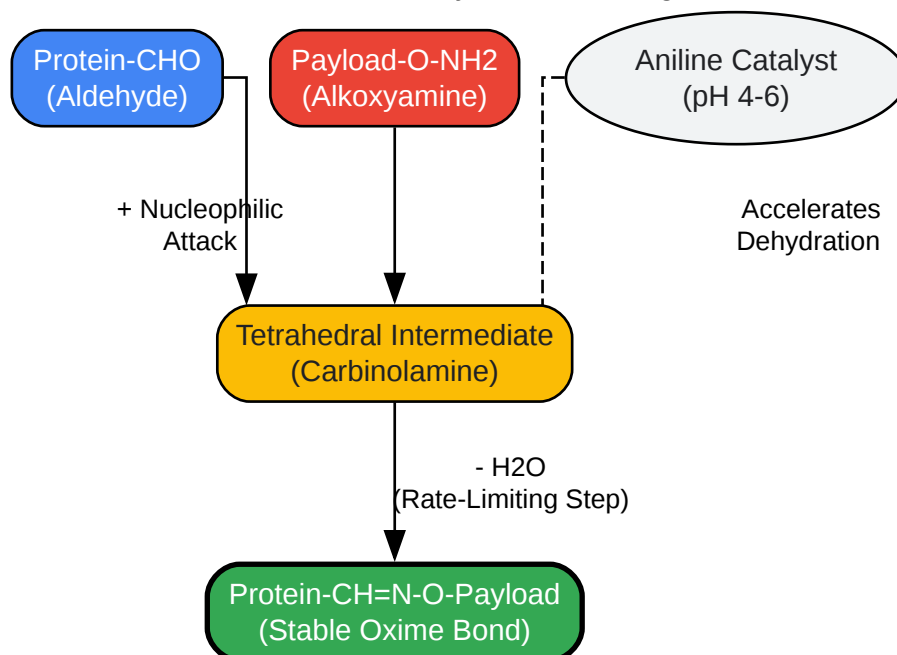 Protein-CHO
(Aldehyde)
Payload-O-NH2
(Alkoxyamine)
Aniline Catalyst
(pH 4-6)
+ Nucleophilic
Attack
Accelerates
Dehydration
Tetrahedral Intermediate
(Carbinolamine)
- H2O
(Rate-Limiting Step)
Protein-CH=N-O-Payload
(Stable Oxime Bond)